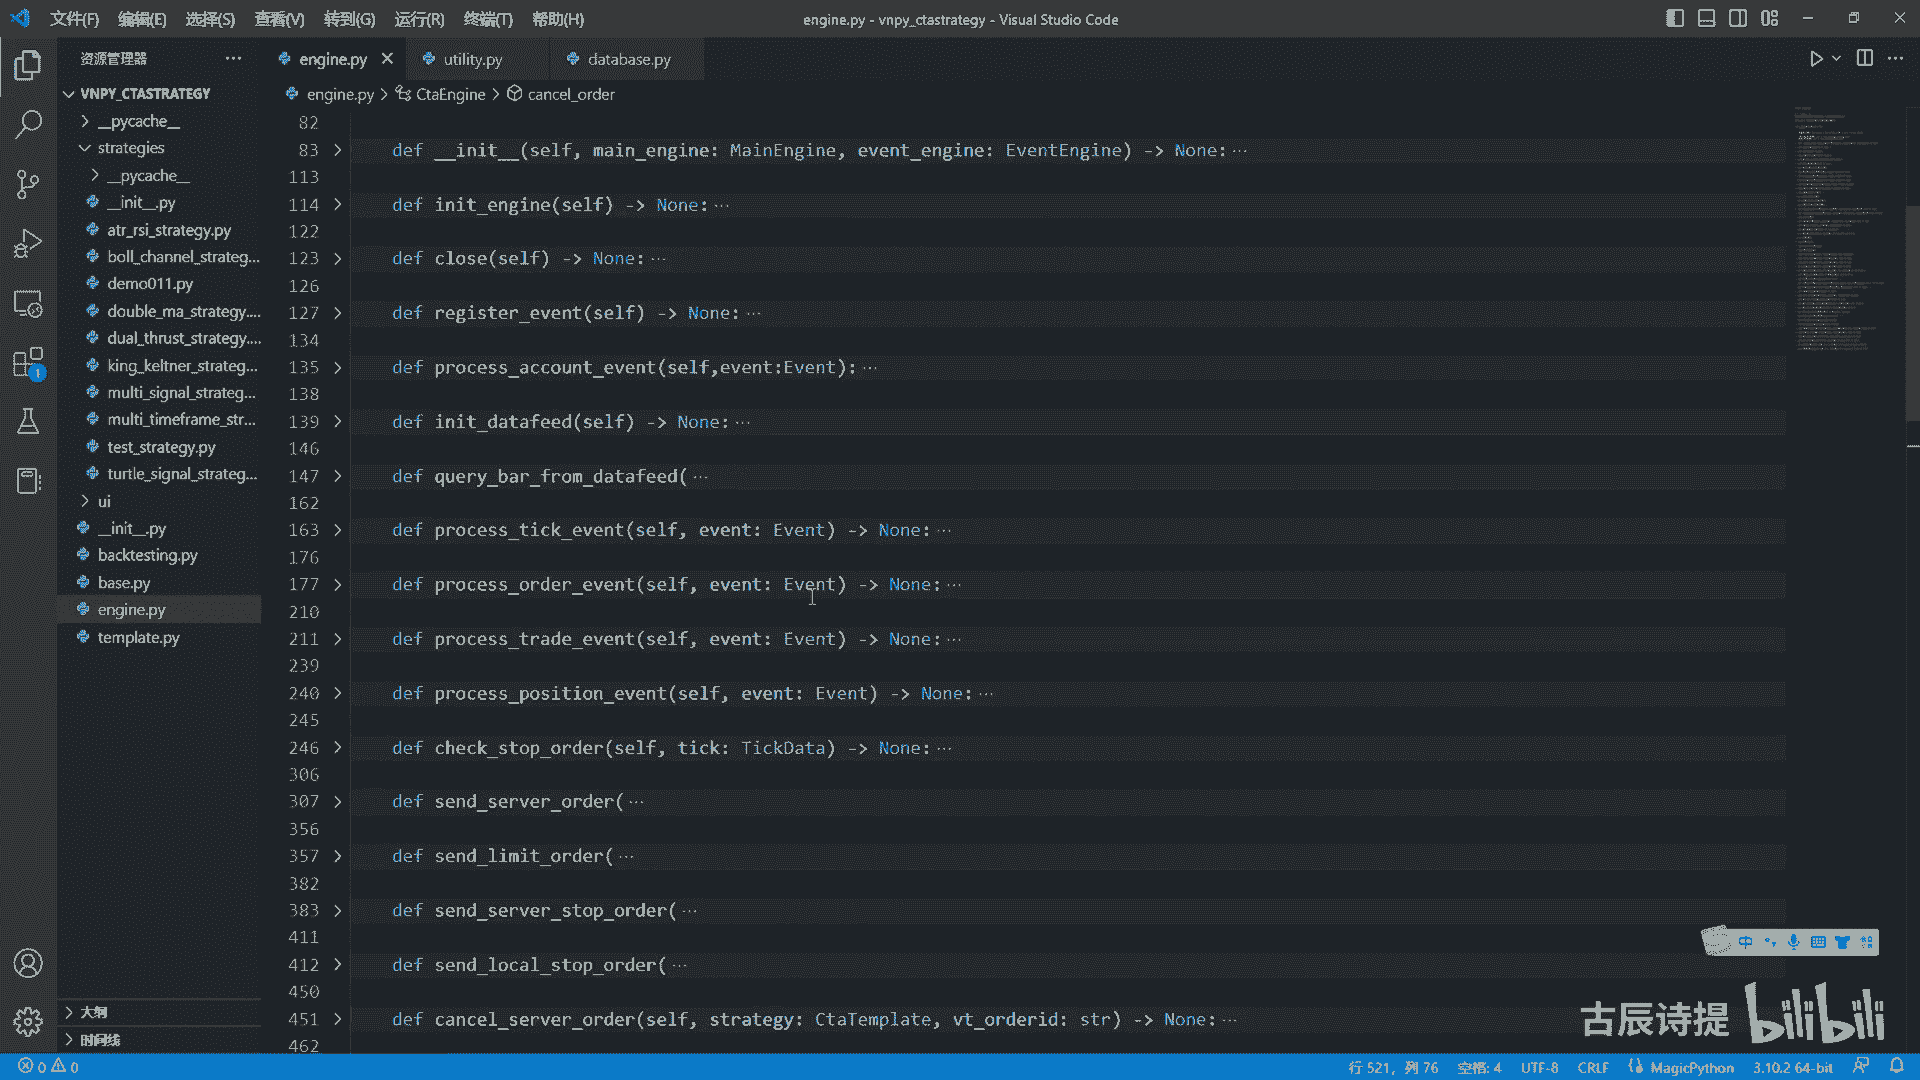 文件(F) 编辑(E) 选择(S) 查看(V) 转到(G) 运行(R) 终端(T) 帮助(H) engine.py - vnpy_ctastrategy - Visual Studio Code
资源管理器
engine.py utility.py database.py
VNPY_CTASTRATEGY
__pycache__
strategies
__pycache__
__init__.py
atr_rsi_strategy.py
boll_channel_strateg...
demo011.py
double_ma_strategy....
dual_thrust_strategy....
king_keltner_strateg...
multi_signal_strateg...
multi_timeframe_str...
test_strategy.py
turtle_signal_strateg...
ui
__init__.py
backtesting.py
base.py
engine.py
template.py
大纲
时间线
1
engine.py > CtaEngine > cancel_order
82
83 def __init__(self, main_engine: MainEngine, event_engine: EventEngine) -> None:···
113
114 def init_engine(self) -> None:···
122
123 def close(self) -> None:···
126
127 def register_event(self) -> None:···
134
135 def process_account_event(self,event:Event):···
138
139 def init_datafeed(self) -> None:···
146
147 def query_bar_from_datafeed(···
162
163 def process_tick_event(self, event: Event) -> None:···
176
177 def process_order_event(self, event: Event) -> None:···
210
211 def process_trade_event(self, event: Event) -> None:···
239
240 def process_position_event(self, event: Event) -> None:···
245
246 def check_stop_order(self, tick: TickData) -> None:···
306
307 def send_server_order(···
356
357 def send_limit_order(···
382
383 def send_server_stop_order(···
411
412 def send_local_stop_order(···
450
451 def cancel_server_order(self, strategy: CtaTemplate, vt_orderid: str) -> None:···
462
中
古辰诗提 bilibili
0 0 行 521，列 76 空格: 4 UTF-8 CRLF MagicPython 3.10.2 64-bit